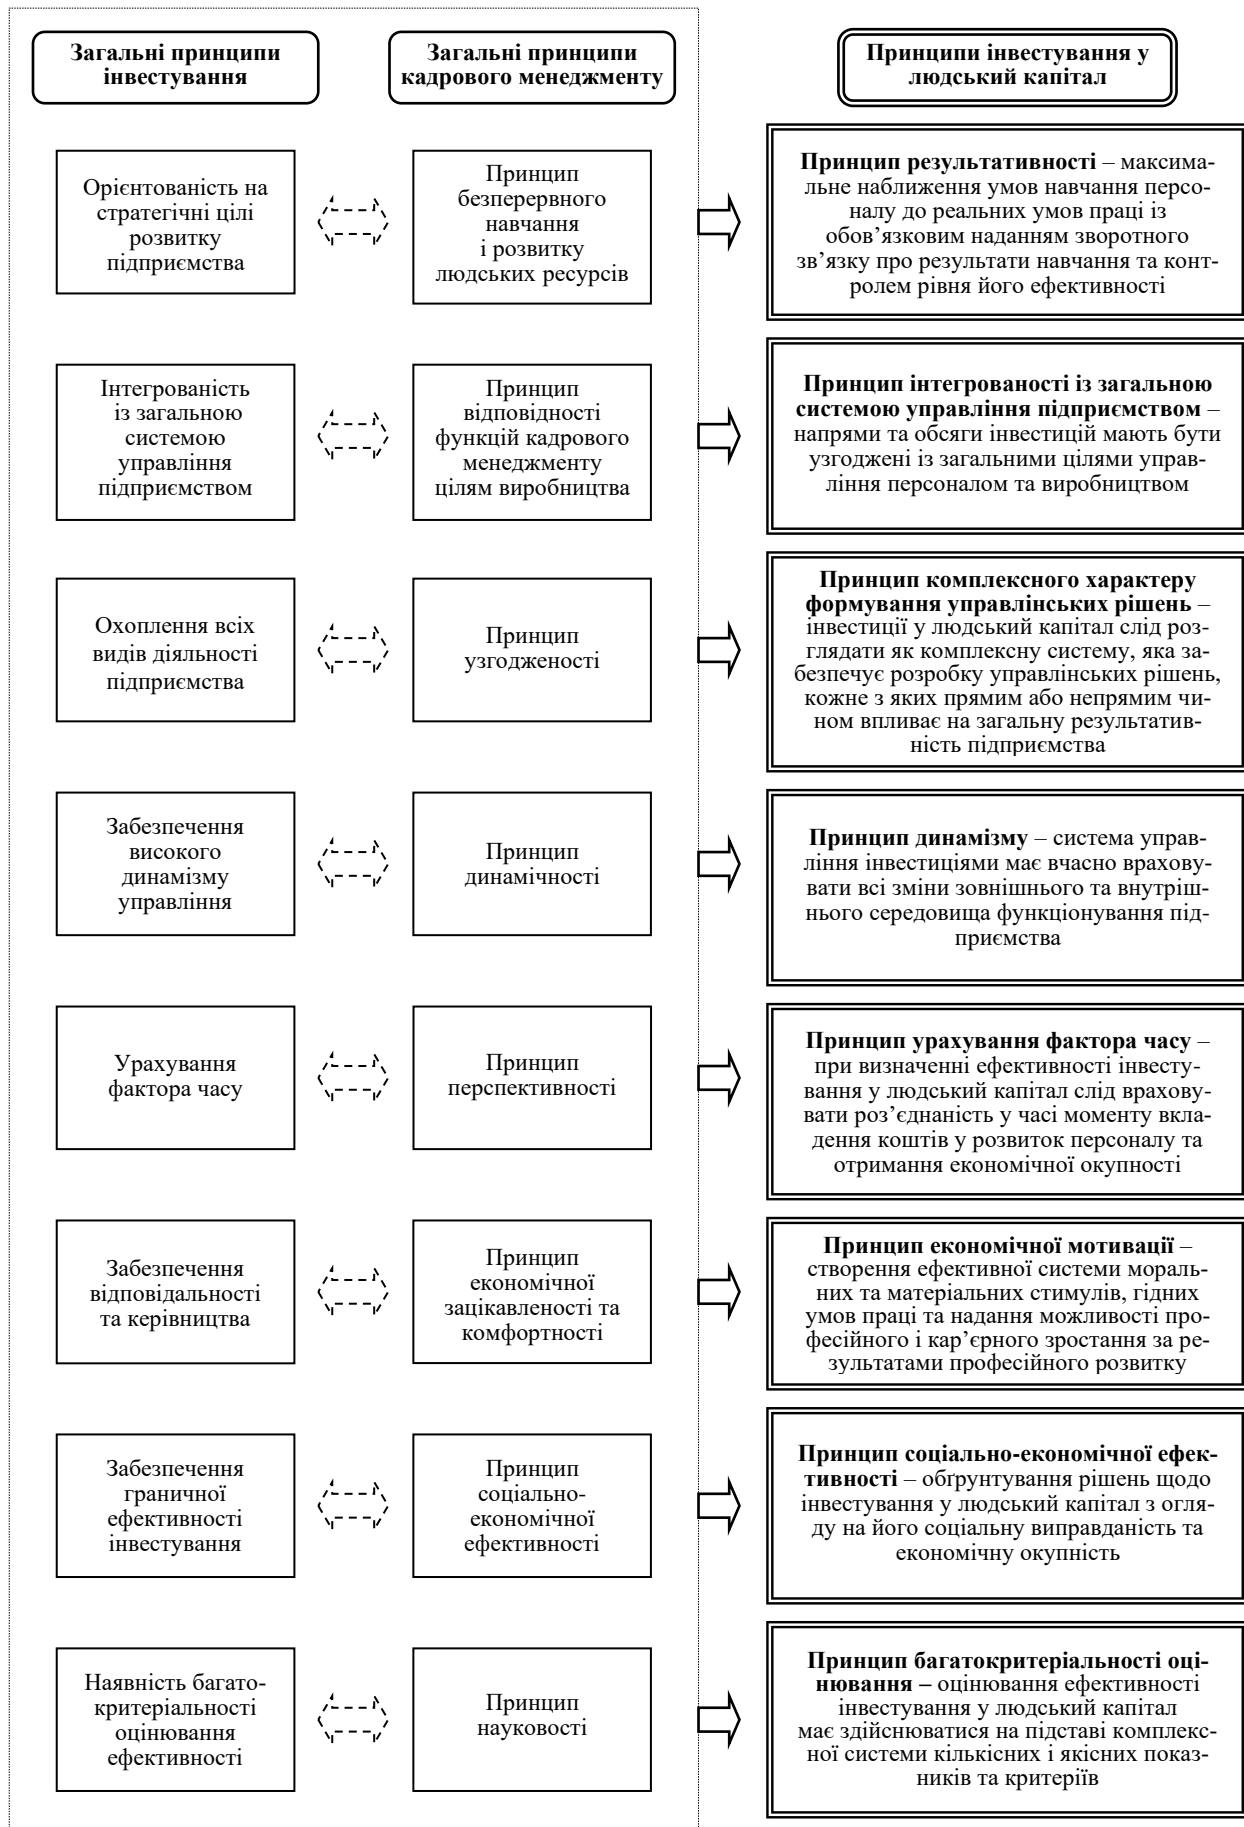 Загальні принципи
інвестування
Загальні принципи
кадрового менеджменту
Принципи інвестування у
людський капітал
Орієнтованість на
стратегічні цілі
розвитку
підприємства
Принцип
безперервного
навчання
і розвитку
людських ресурсів
Принцип результативності – максима-
льне наближення умов навчання персо-
налу до реальних умов праці із
обов’язковим наданням зворотного
зв’язку про результати навчання та конт-
ролем рівня його ефективності
Інтегрованість
із загальною
системою
управління
підприємством
Принцип
відповідності
функцій кадрового
менеджменту
цілям виробництва
Принцип інтегрованості із загальною
системою управління підприємством –
напрями та обсяги інвестицій мають бути
узгоджені із загальними цілями управ-
ління персоналом та виробництвом
Охоплення всіх
видів діяльності
підприємства
Принцип
узгодженості
Принцип комплексного характеру
формування управлінських рішень –
інвестиції у людський капітал слід роз-
глядати як комплексну систему, яка за-
безпечує розробку управлінських рішень,
кожне з яких прямим або непрямим чи-
ном впливає на загальну результатив-
ність підприємства
Забезпечення
високого
динамізму
управління
Принцип
динамічності
Принцип динамізму – система управ-
ління інвестиціями має вчасно врахову-
вати всі зміни зовнішнього та внутріш-
нього середовища функціонування під-
приємства
Урахування
фактора часу
Принцип
перспективності
Принцип урахування фактора часу –
при визначенні ефективності інвесту-
вання у людський капітал слід врахову-
вати роз’єднаність у часі моменту вкла-
дення коштів у розвиток персоналу та
отримання економічної окупності
Забезпечення
відповідальності
та керівництва
Принцип
економічної
зацікавленості та
комфортності
Принцип економічної мотивації –
створення ефективної системи мораль-
них та матеріальних стимулів, гідних
умов праці та надання можливості про-
фесійного і кар’єрного зростання за ре-
зультатами професійного розвитку
Забезпечення
граничної
ефективності
інвестування
Принцип
соціально-
економічної
ефективності
Принцип соціально-економічної ефек-
тивності – обґрунтування рішень щодо
інвестування у людський капітал з огля-
ду на його соціальну виправданість та
економічну окупність
Наявність багато-
критеріальності
оцінювання
ефективності
Принцип
науковості
Принцип багатокритеріальності оці-
нювання – оцінювання ефективності
інвестування у людський капітал
має здійснюватися на підставі комплекс-
ної системи кількісних і якісних показ-
ників та критеріїв